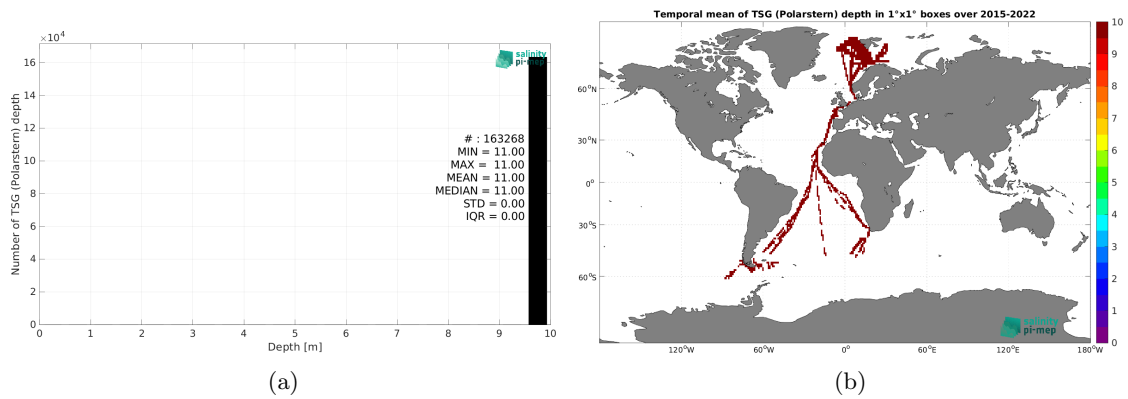 ×10⁴
16
14
12
10
8
6
4
2
0
Number of TSG (Polarstern) depth
salinity
pi-mep
# : 163268
MIN = 11.00
MAX = 11.00
MEAN = 11.00
MEDIAN = 11.00
STD = 0.00
IQR = 0.00
0 1 2 3 4 5 6 7 8 9 10
Depth [m]
(a)
Temporal mean of TSG (Polarstern) depth in 1°x1° boxes over 2015-2022
60°N
30°N
0°
30°S
60°S
120°W 60°W 0° 60°E 120°E 180°W
salinity
pi-mep
10
9
8
7
6
5
4
3
2
1
0
(b)